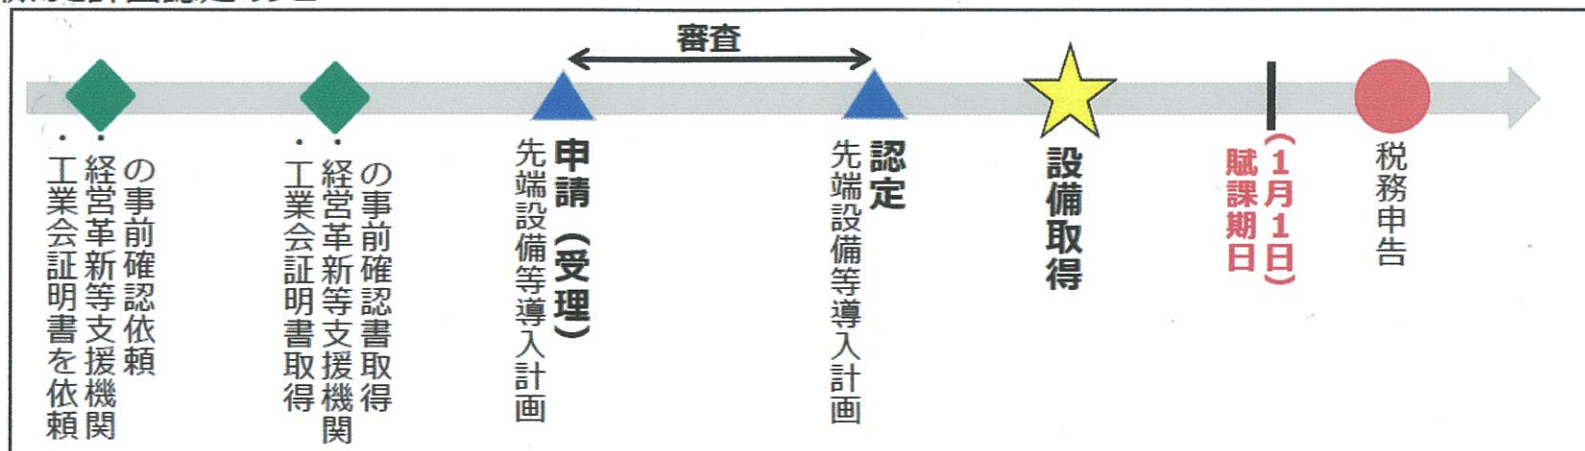 審査
・工業会証明書を依頼
・経営革新等支援機関
の事前確認依頼
・工業会証明書取得
・経営革新等支援機関
の事前確認書取得
先端設備等導入計画
申請（受理）
先端設備等導入計画
認定
設備取得
賦課期日
（1月1日）
税務申告